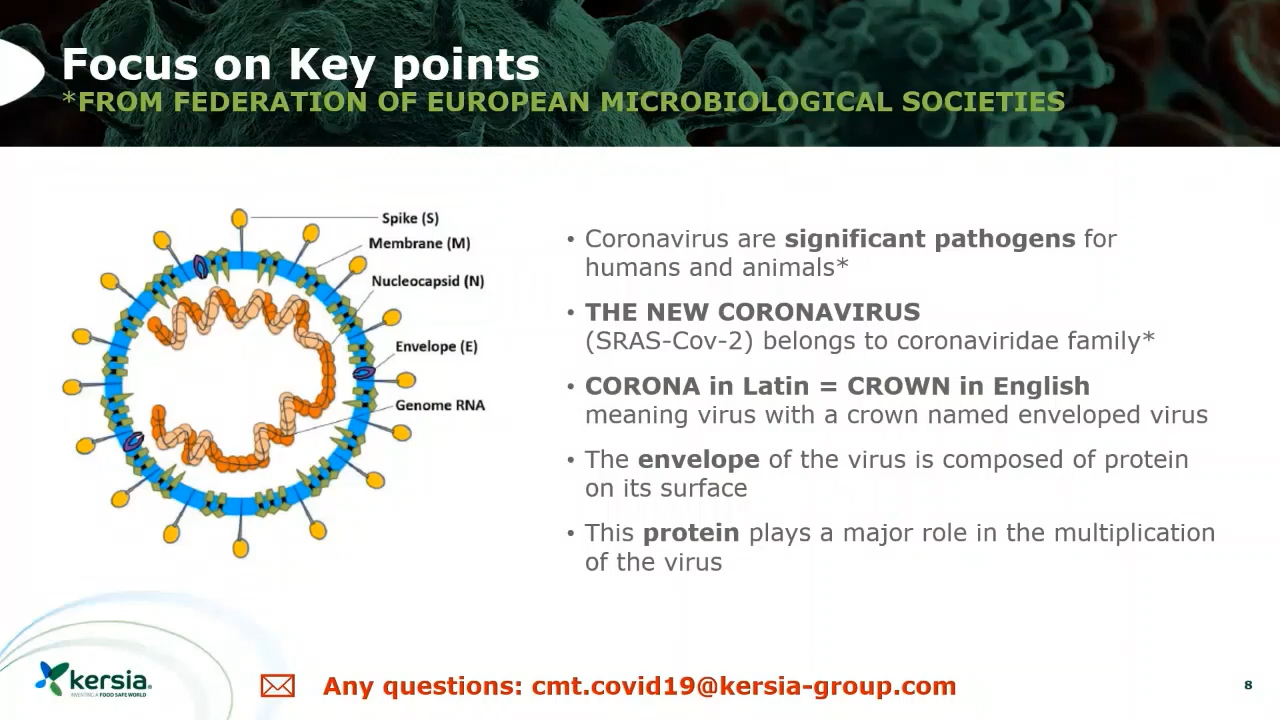 Focus on Key points
*FROM FEDERATION OF EUROPEAN MICROBIOLOGICAL SOCIETIES
Spike (S)
Membrane (M)
Nucleocapsid (N)
Envelope (E)
Genome RNA
• Coronavirus are significant pathogens for
humans and animals*
• THE NEW CORONAVIRUS
(SRAS-Cov-2) belongs to coronaviridae family*
• CORONA in Latin = CROWN in English
meaning virus with a crown named enveloped virus
• The envelope of the virus is composed of protein
on its surface
• This protein plays a major role in the multiplication
of the virus
kersia
INVENTING A FOOD SAFE WORLD
Any questions: cmt.covid19@kersia-group.com
8